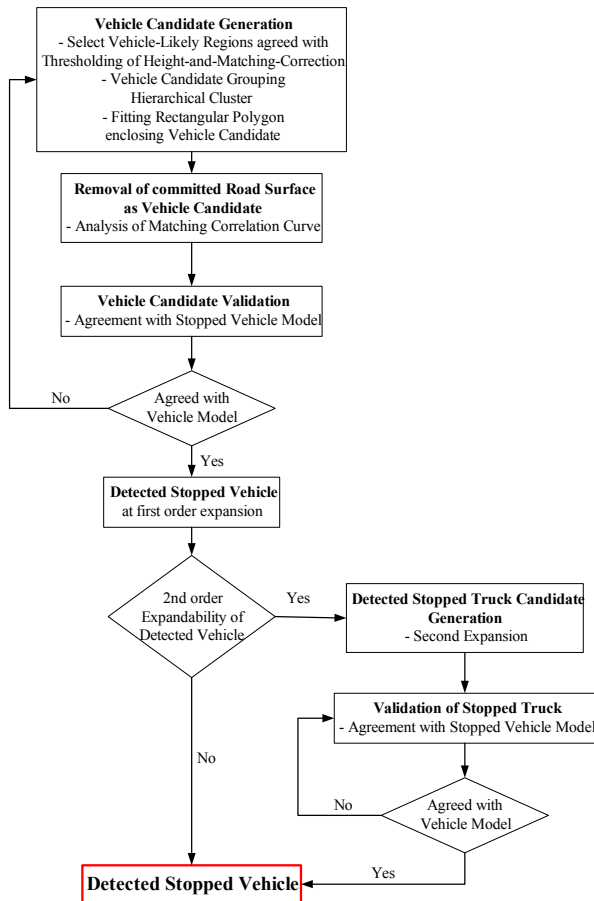 Vehicle Candidate Generation
- Select Vehicle-Likely Regions agreed with
Thresholding of Height-and-Matching-Correction
- Vehicle Candidate Grouping
Hierarchical Cluster
- Fitting Rectangular Polygon
enclosing Vehicle Candidate
Removal of committed Road Surface
as Vehicle Candidate
- Analysis of Matching Correlation Curve
Vehicle Candidate Validation
- Agreement with Stopped Vehicle Model
No
Agreed with
Vehicle Model
Yes
Detected Stopped Vehicle
at first order expansion
2nd order
Expandability of
Detected Vehicle
Yes
Detected Stopped Truck Candidate
Generation
- Second Expansion
Validation of Stopped Truck
- Agreement with Stopped Vehicle Model
No
No
Agreed with
Vehicle Model
Yes
Detected Stopped Vehicle